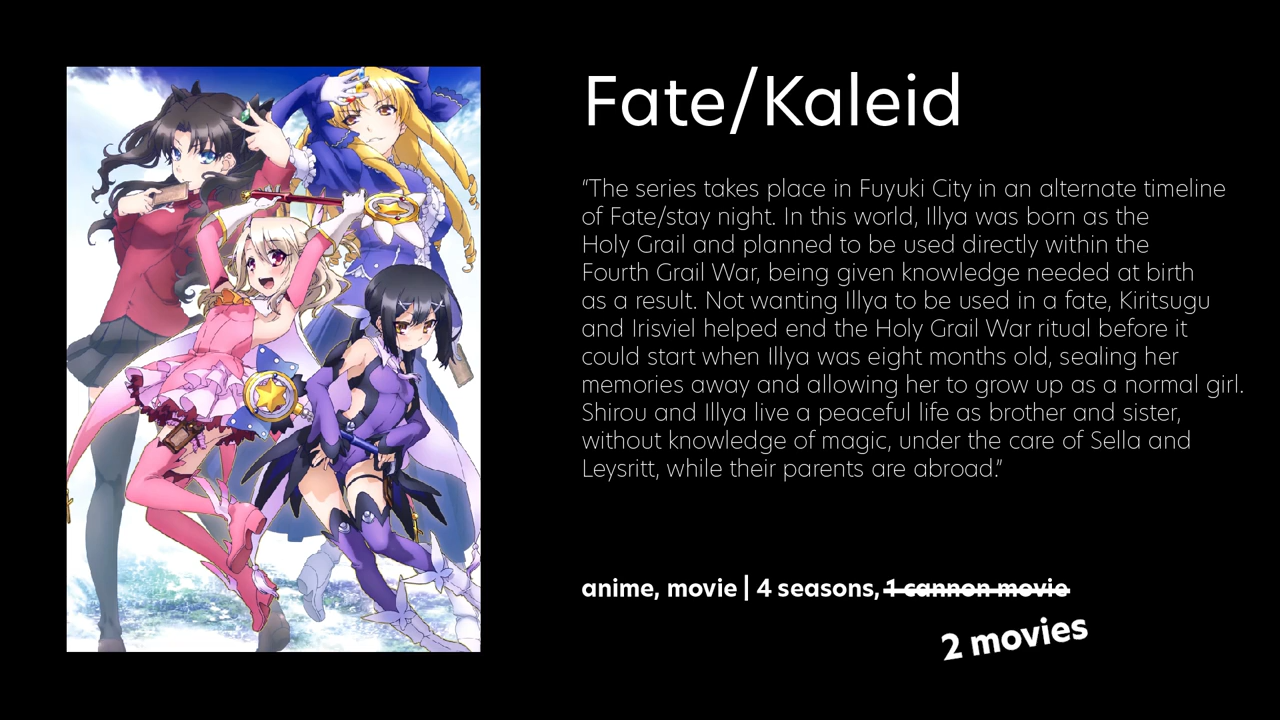 Fate/Kaleid
“The series takes place in Fuyuki City in an alternate timeline
of Fate/stay night. In this world, Illya was born as the
Holy Grail and planned to be used directly within the
Fourth Grail War, being given knowledge needed at birth
as a result. Not wanting Illya to be used in a fate, Kiritsugu
and Irisviel helped end the Holy Grail War ritual before it
could start when Illya was eight months old, sealing her
memories away and allowing her to grow up as a normal girl.
Shirou and Illya live a peaceful life as brother and sister,
without knowledge of magic, under the care of Sella and
Leysritt, while their parents are abroad.”
anime, movie | 4 seasons, 1 cannon movie
2 movies